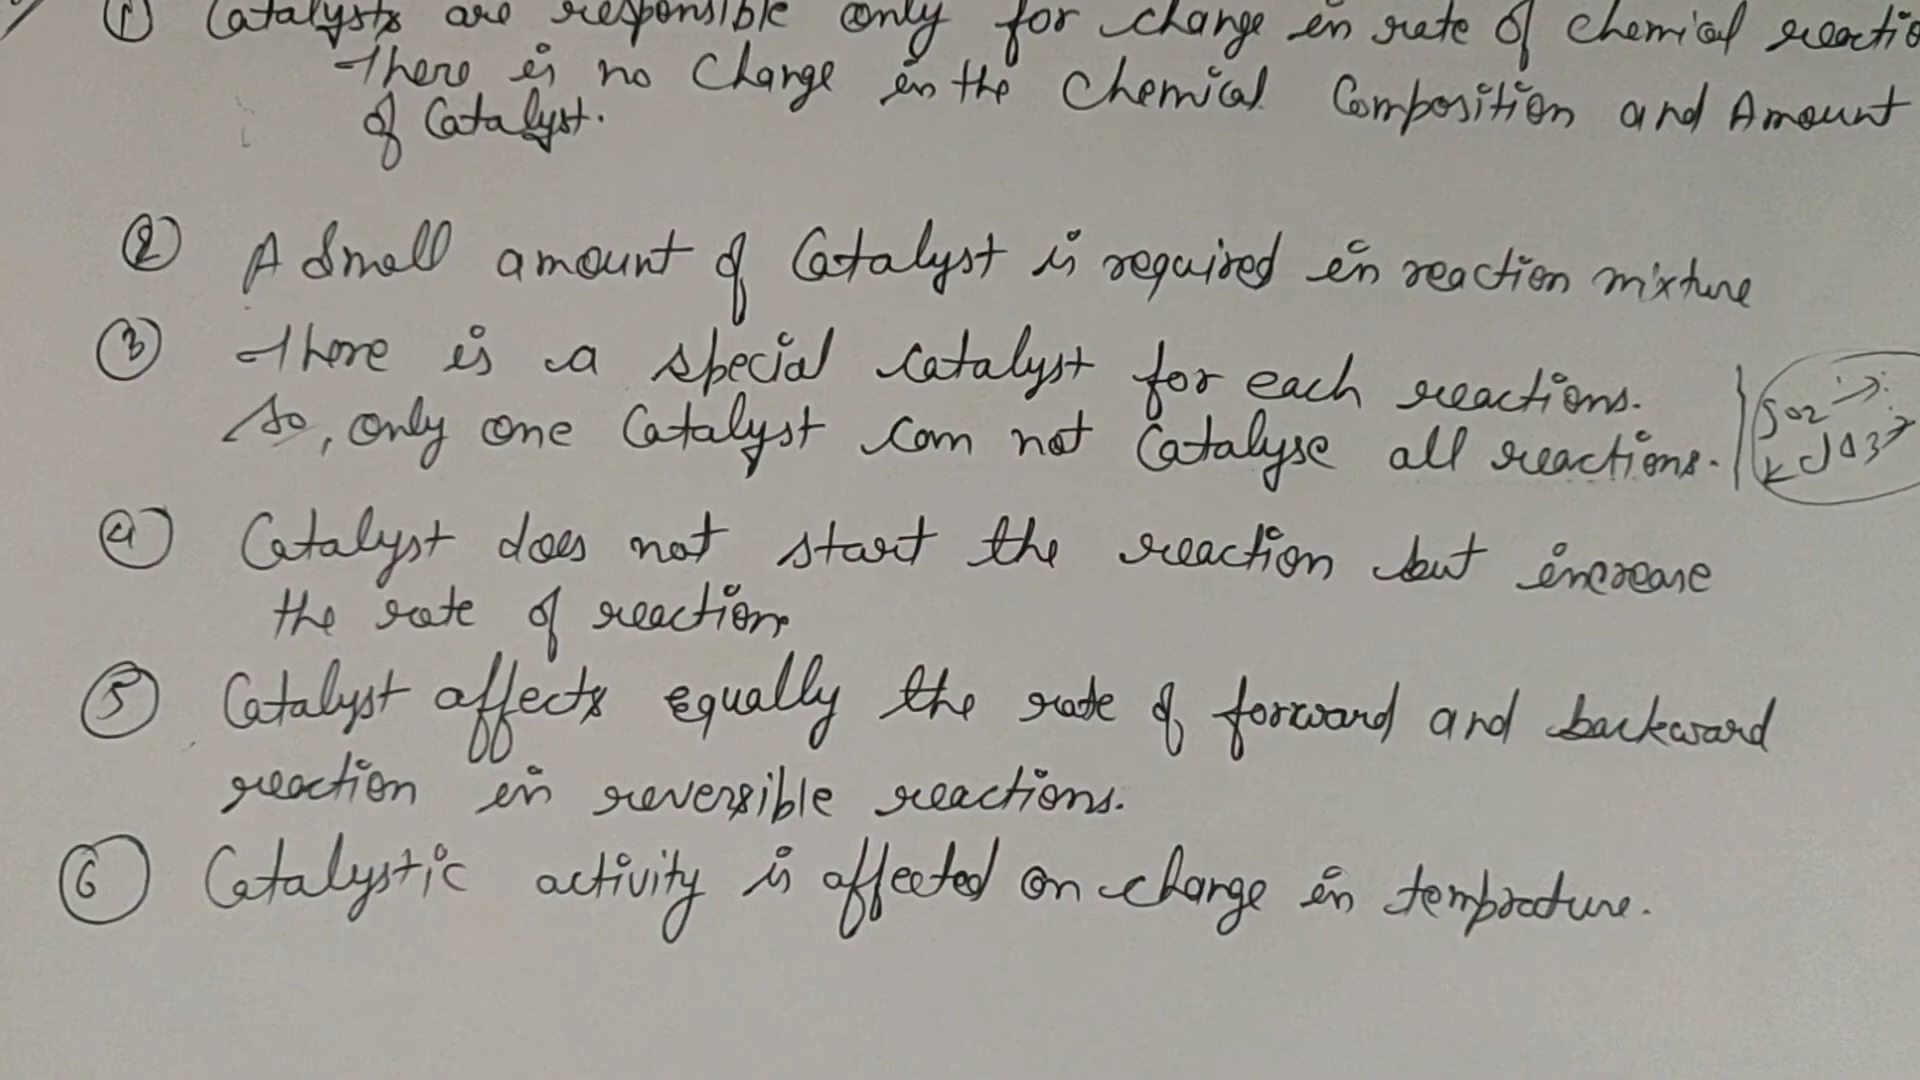 ① Catalysts are responsible only for change in rate of chemical reactio
There is no change in the Chemical Composition and Amount
of Catalyst.
② A small amount of Catalyst is required in reaction mixture
③ There is a special catalyst for each reactions.
So, only one Catalyst can not Catalyse all reactions.
SO2 →
④ Catalyst does not start the reaction but increase
the rate of reaction
⑤ Catalyst affects equally the rate of forward and backward
reaction in reversible reactions.
⑥ Catalystic activity is affected on change in temprature.